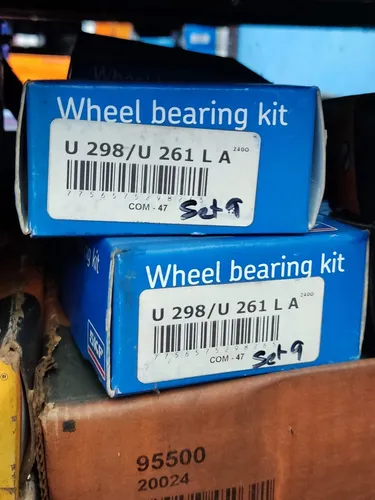 Wheel bearing kit
U 298/U 261 L A
2400
COM - 47
Set 9
Wheel bearing kit
U 298/U 261 L A
2400
COM - 47
Set 9
kit
SKF
95500
20024